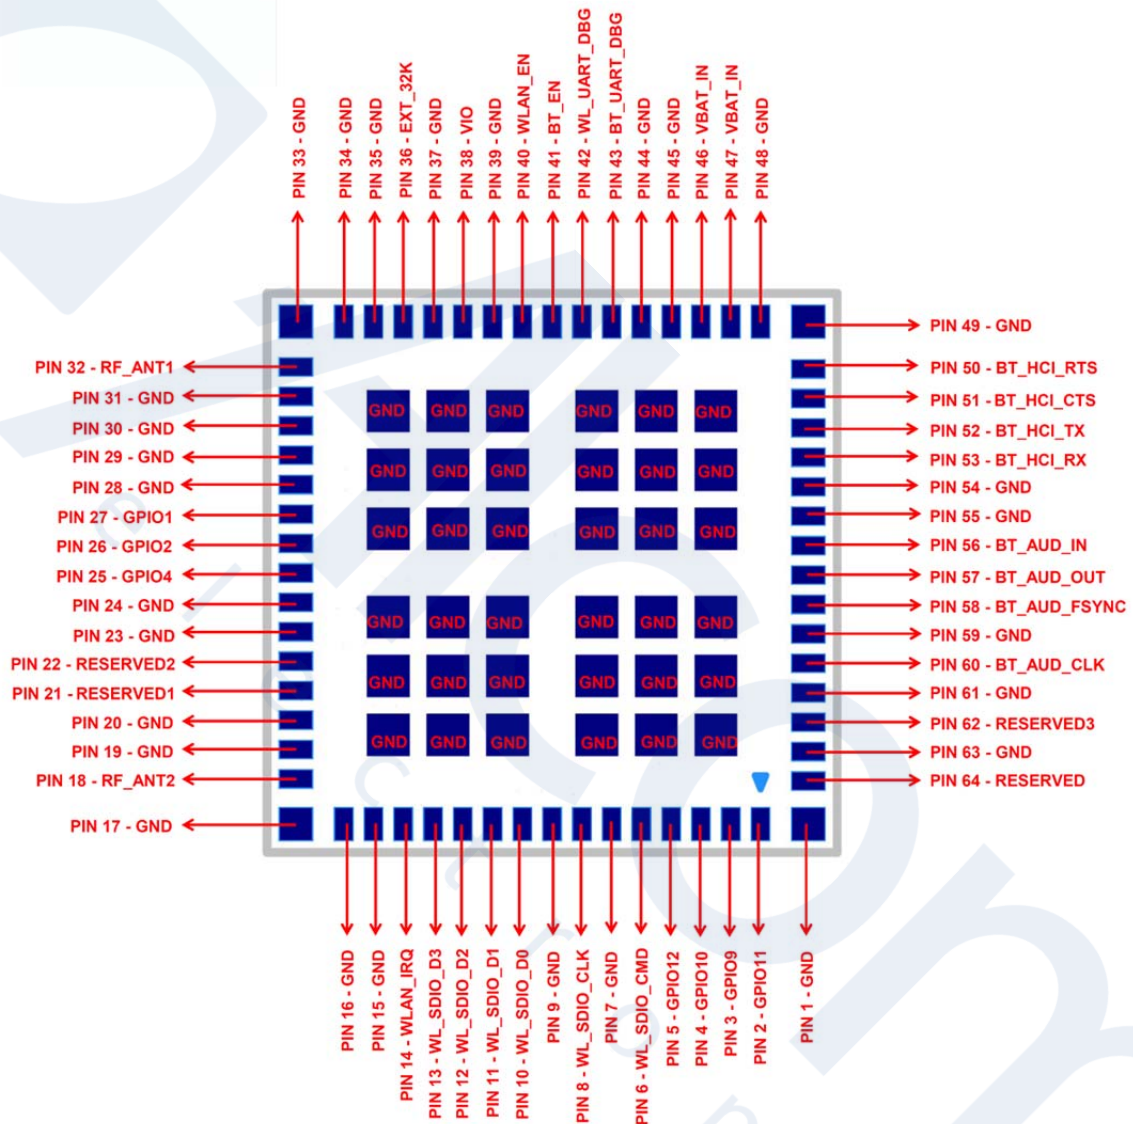 PIN 33 - GND
PIN 34 - GND
PIN 35 - GND
PIN 36 - EXT_32K
PIN 37 - GND
PIN 38 - VIO
PIN 39 - GND
PIN 40 - WLAN_EN
PIN 41 - BT_EN
PIN 42 - WL_UART_DBG
PIN 43 - BT_UART_DBG
PIN 44 - GND
PIN 45 - GND
PIN 46 - VBAT_IN
PIN 47 - VBAT_IN
PIN 48 - GND
PIN 32 - RF_ANT1
PIN 31 - GND
PIN 30 - GND
PIN 29 - GND
PIN 28 - GND
PIN 27 - GPIO1
PIN 26 - GPIO2
PIN 25 - GPIO4
PIN 24 - GND
PIN 23 - GND
PIN 22 - RESERVED2
PIN 21 - RESERVED1
PIN 20 - GND
PIN 19 - GND
PIN 18 - RF_ANT2
PIN 17 - GND
GND GND GND GND GND GND
GND GND GND GND GND GND
GND GND GND GND GND GND
GND GND GND GND GND GND
GND GND GND GND GND GND
GND GND GND GND GND GND
PIN 49 - GND
PIN 50 - BT_HCI_RTS
PIN 51 - BT_HCI_CTS
PIN 52 - BT_HCI_TX
PIN 53 - BT_HCI_RX
PIN 54 - GND
PIN 55 - GND
PIN 56 - BT_AUD_IN
PIN 57 - BT_AUD_OUT
PIN 58 - BT_AUD_FSYNC
PIN 59 - GND
PIN 60 - BT_AUD_CLK
PIN 61 - GND
PIN 62 - RESERVED3
PIN 63 - GND
PIN 64 - RESERVED
PIN 16 - GND
PIN 15 - GND
PIN 14 - WLAN_IRQ
PIN 13 - WL_SDIO_D3
PIN 12 - WL_SDIO_D2
PIN 11 - WL_SDIO_D1
PIN 10 - WL_SDIO_D0
PIN 9 - GND
PIN 8 - WL_SDIO_CLK
PIN 7 - GND
PIN 6 - WL_SDIO_CMD
PIN 5 - GPIO12
PIN 4 - GPIO10
PIN 3 - GPIO9
PIN 2 - GPIO11
PIN 1 - GND